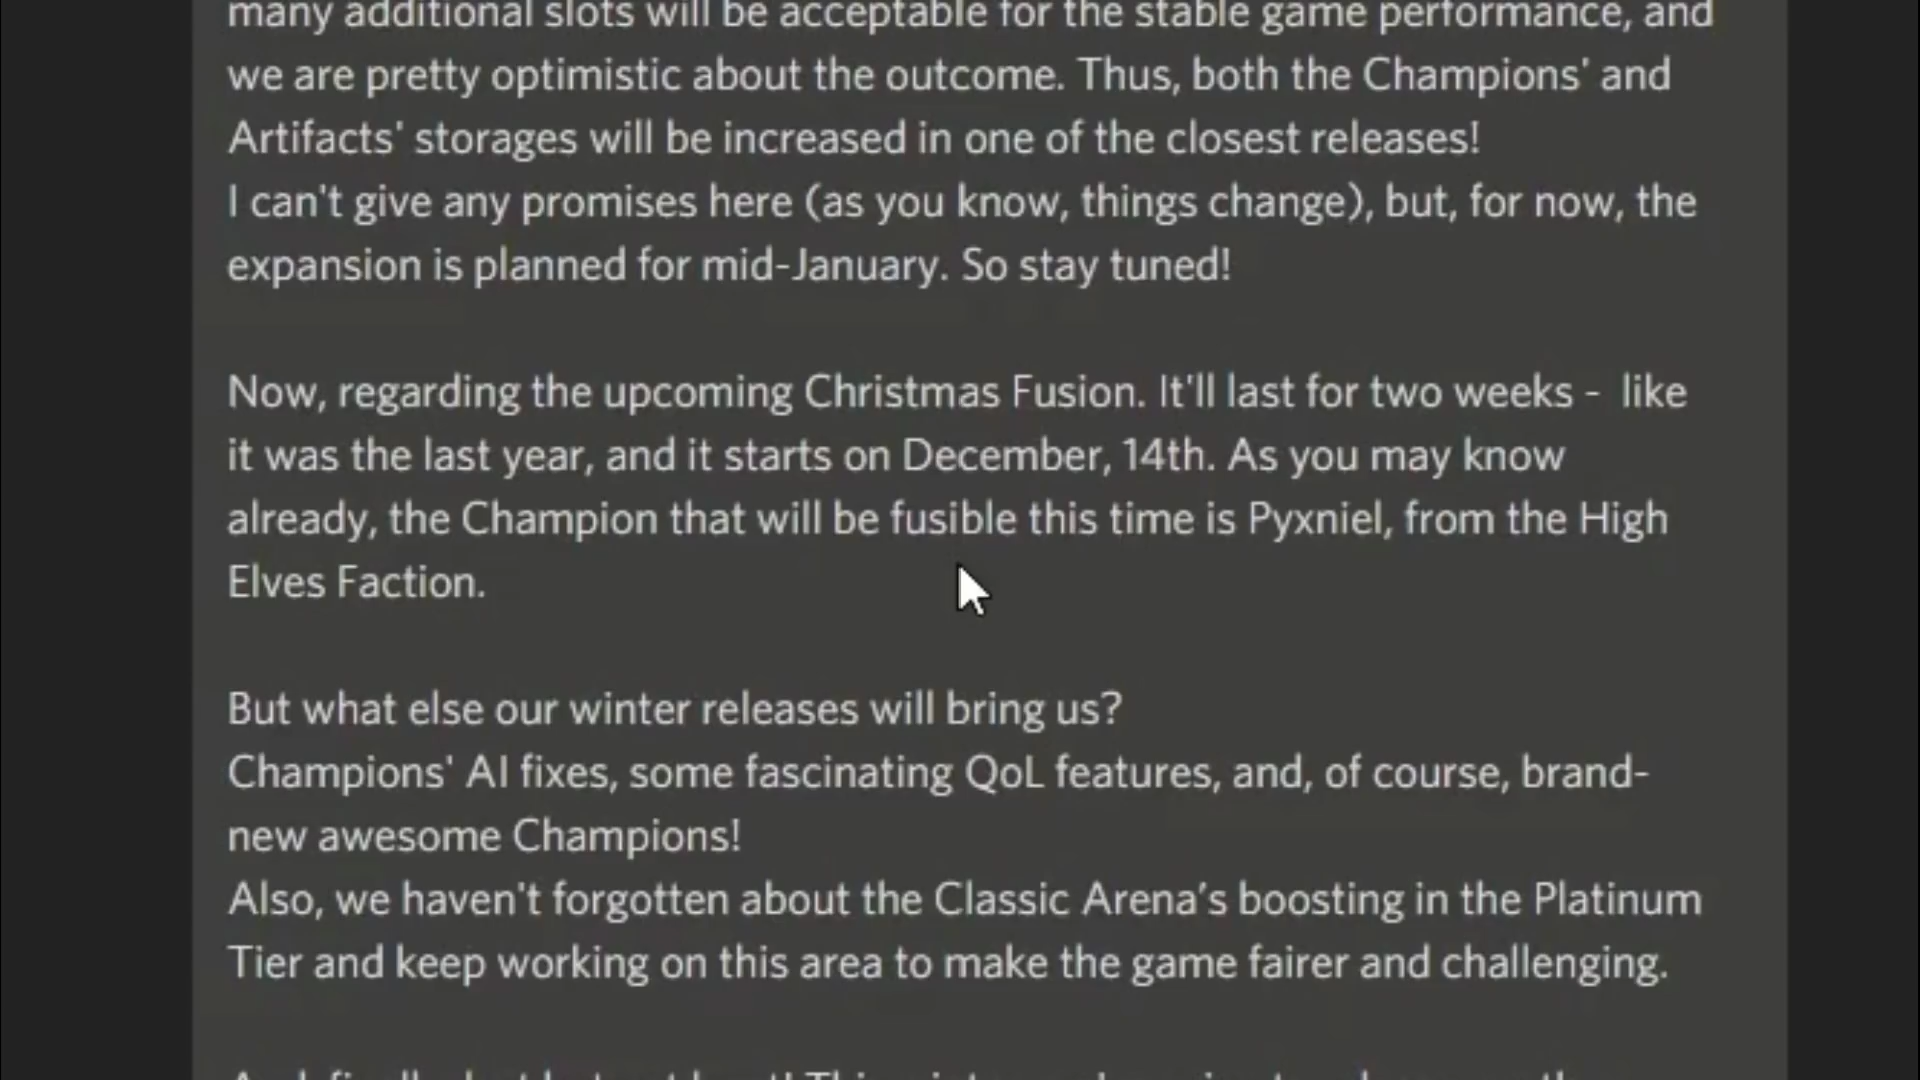 many additional slots will be acceptable for the stable game performance, and
we are pretty optimistic about the outcome. Thus, both the Champions' and
Artifacts' storages will be increased in one of the closest releases!
I can't give any promises here (as you know, things change), but, for now, the
expansion is planned for mid-January. So stay tuned!
Now, regarding the upcoming Christmas Fusion. It'll last for two weeks -  like
it was the last year, and it starts on December, 14th. As you may know
already, the Champion that will be fusible this time is Pyxniel, from the High
Elves Faction.
But what else our winter releases will bring us?
Champions' AI fixes, some fascinating QoL features, and, of course, brand-
new awesome Champions!
Also, we haven't forgotten about the Classic Arena’s boosting in the Platinum
Tier and keep working on this area to make the game fairer and challenging.